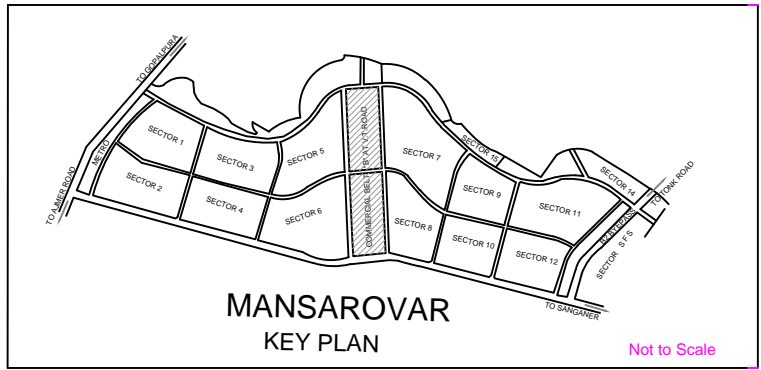 TO GOPALPURA
METRO
TO AJMER ROAD
SECTOR 1
SECTOR 3
SECTOR 5
SECTOR 2
SECTOR 4
SECTOR 6
SECTOR 7
SECTOR 15
SECTOR 9
SECTOR 11
SECTOR 14
SECTOR 8
SECTOR 10
SECTOR 12
SECTOR S F S
TO TONK ROAD
TO SANGANER
MANSAROVAR
KEY PLAN
Not to Scale
COMMERCIAL BELT
ROAD